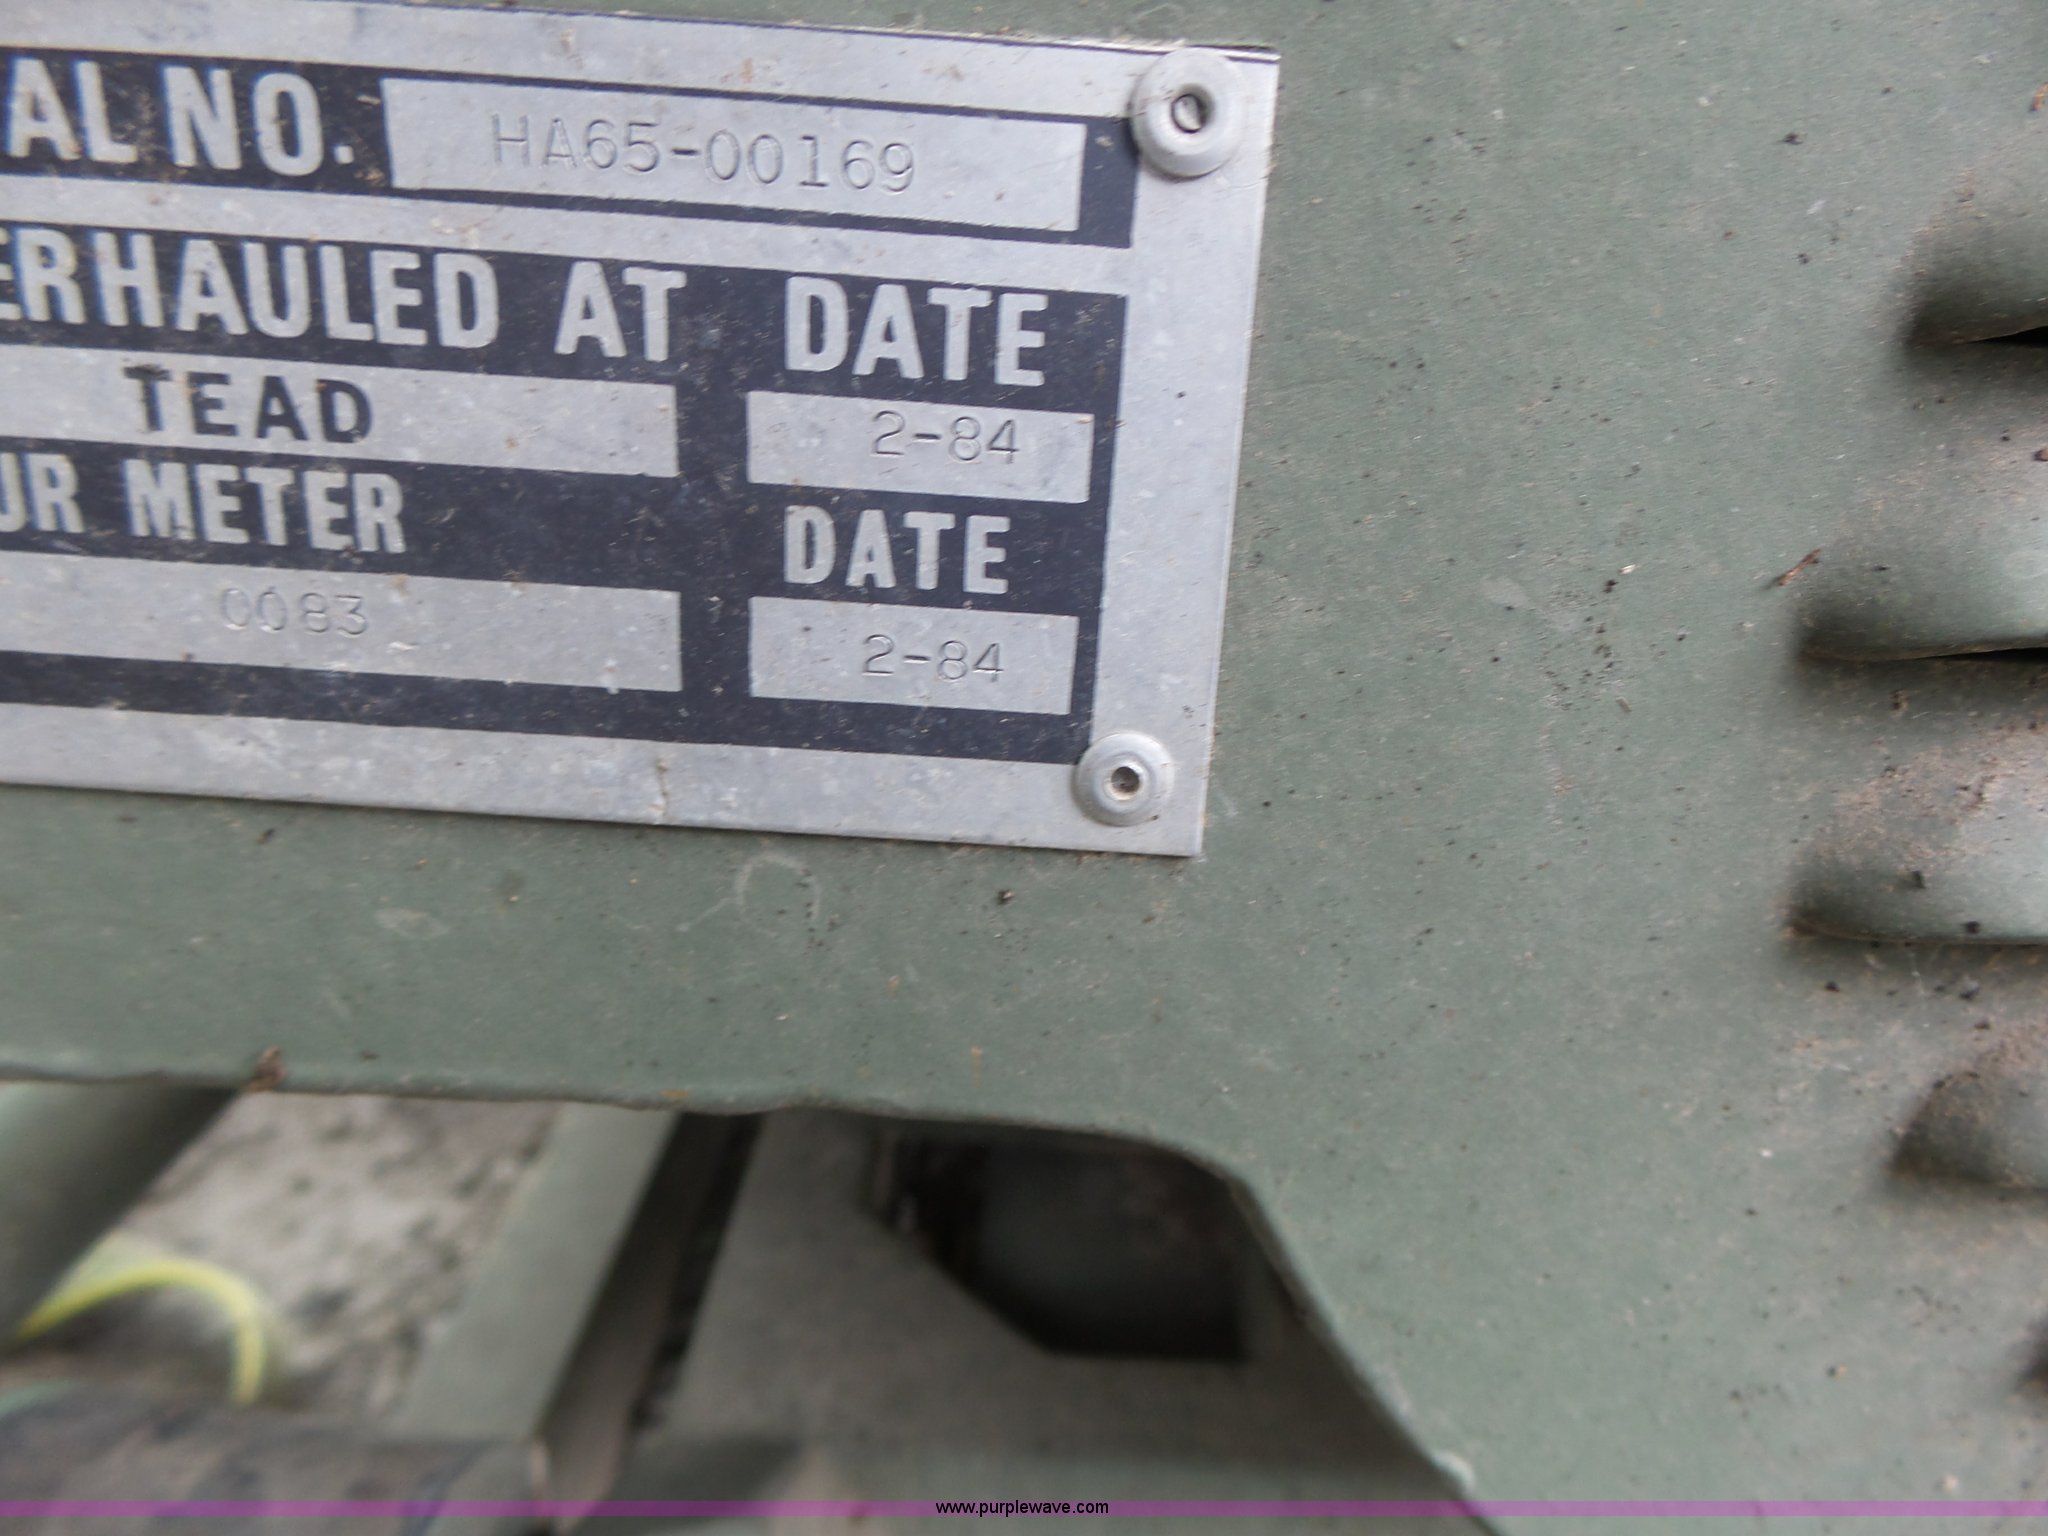 AL NO. HA65-00169
ERHAULED AT DATE
TEAD 2-84
UR METER DATE
0083 2-84
www.purplewave.com